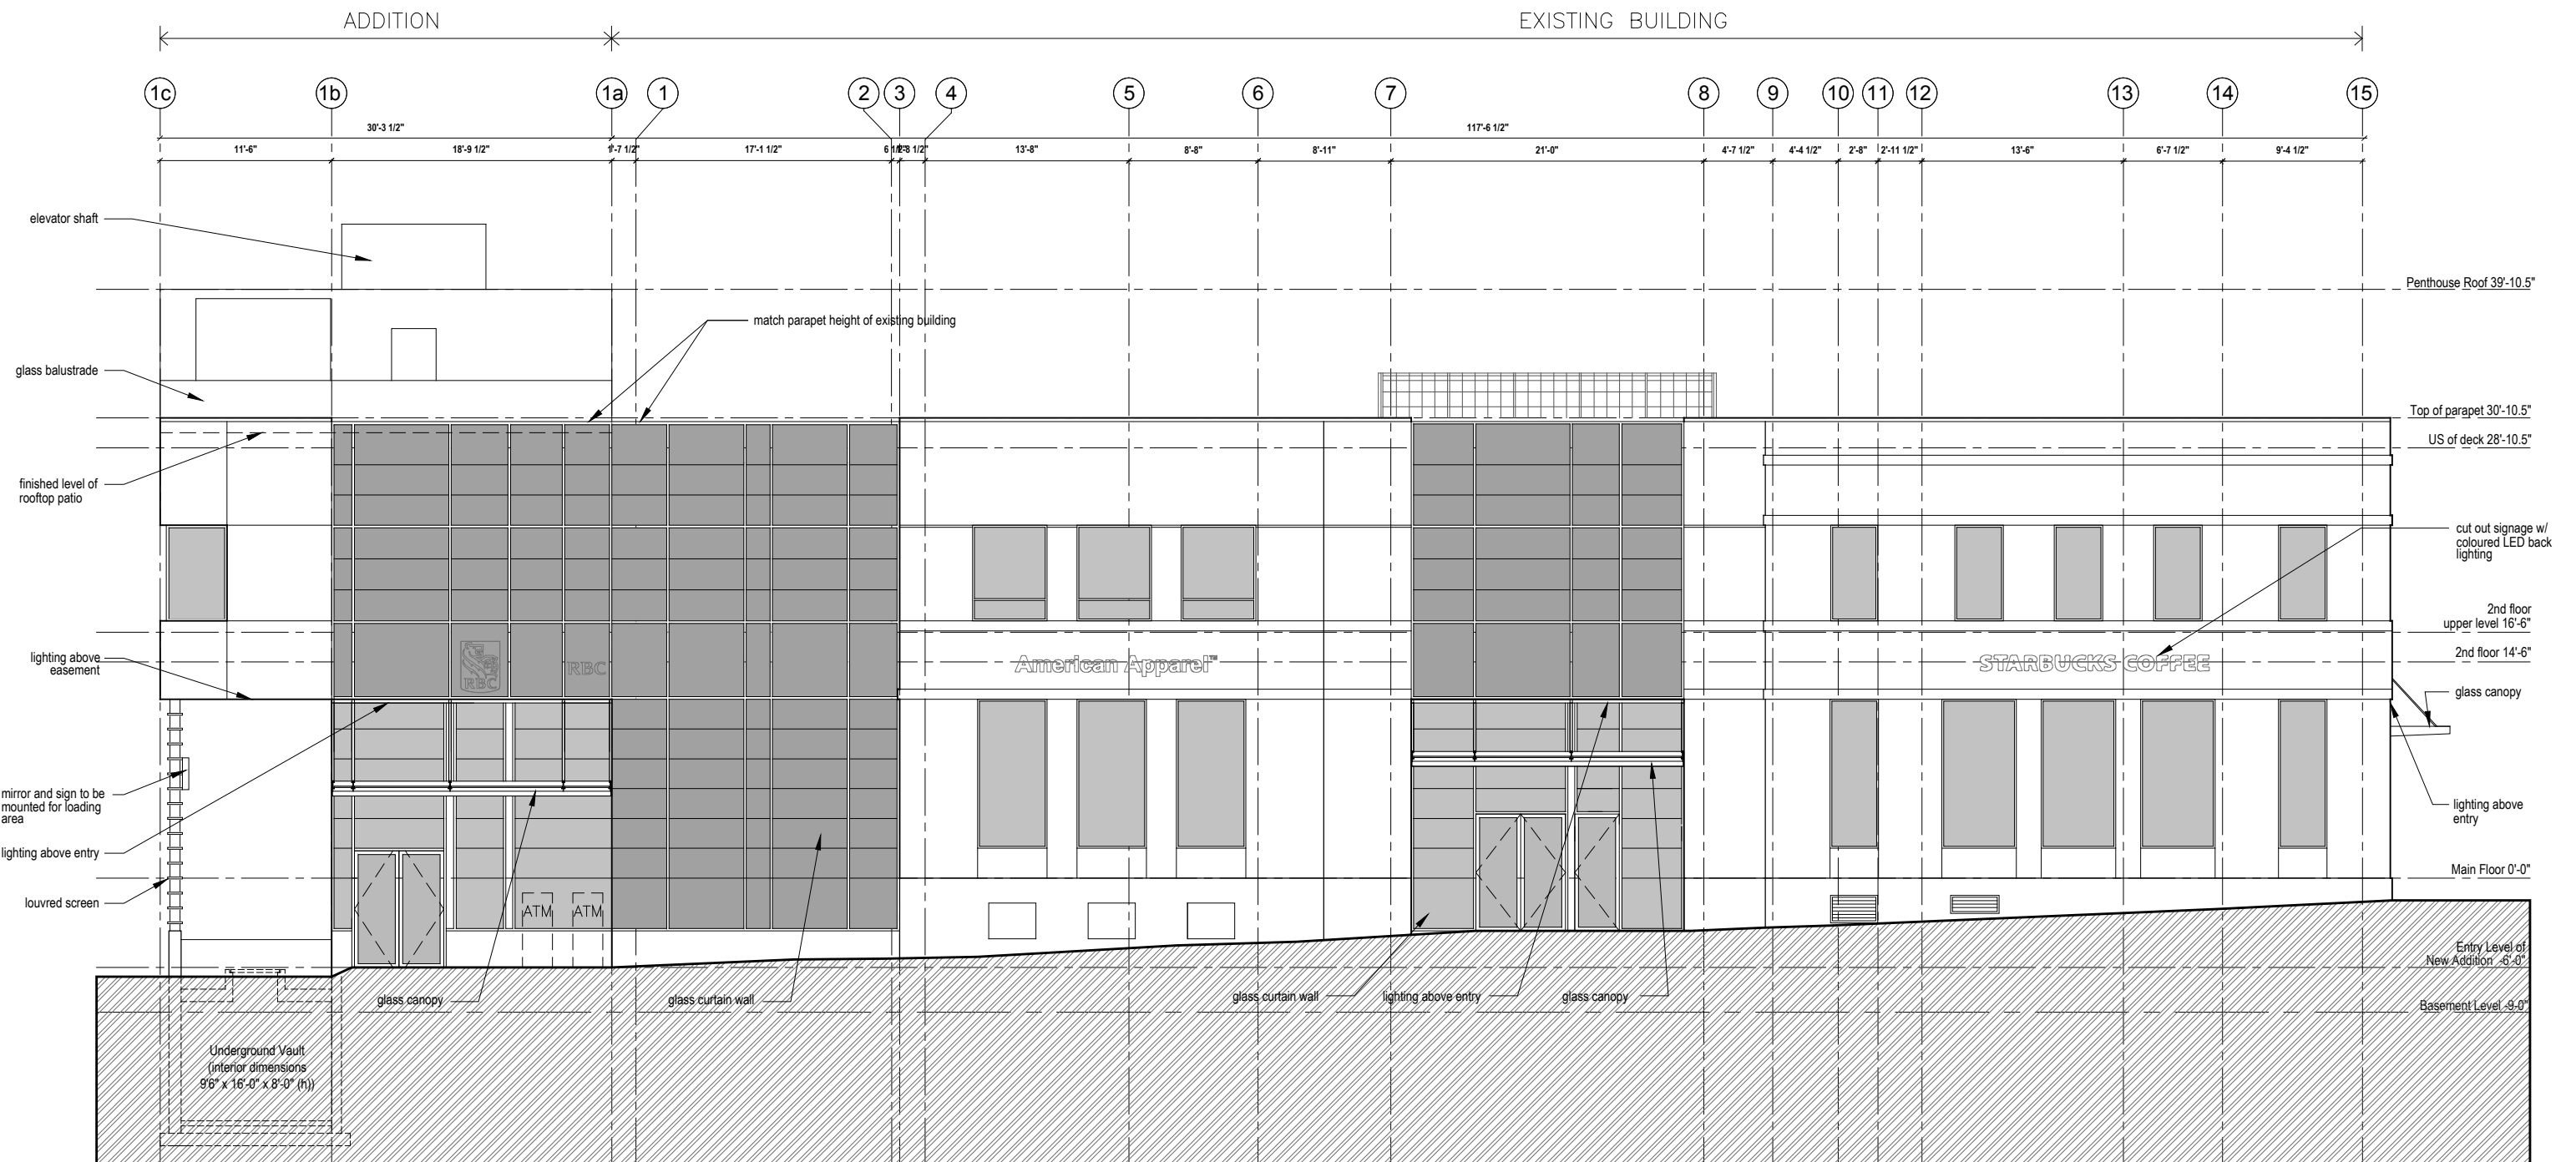 ADDITION
EXISTING BUILDING
1c
1b
1a
1
2
3
4
5
6
7
8
9
10
11
12
13
14
15
30'-3 1/2"
117'-6 1/2"
11'-6"
18'-9 1/2"
1'-7 1/2"
17'-1 1/2"
13'-8"
8'-8"
8'-11"
21'-0"
4'-7 1/2"
4'-4 1/2"
2'-8"
2'-11 1/2"
13'-6"
6'-7 1/2"
9'-4 1/2"
elevator shaft
Penthouse Roof 39'-10.5"
match parapet height of existing building
glass balustrade
Top of parapet 30'-10.5"
US of deck 28'-10.5"
finished level of
rooftop patio
cut out signage w/
coloured LED back
lighting
2nd floor
upper level 16'-6"
2nd floor 14'-6"
lighting above
easement
RBC
RBC
American Apparel™
STARBUCKS COFFEE
glass canopy
mirror and sign to be
mounted for loading
area
lighting above
entry
lighting above entry
Main Floor 0'-0"
louvred screen
ATM
ATM
Entry Level of
New Addition -6'-0"
glass canopy
glass curtain wall
glass curtain wall
lighting above entry
glass canopy
Basement Level -9-0"
Underground Vault
(interior dimensions
9'6" x 16'-0" x 8'-0" (h))